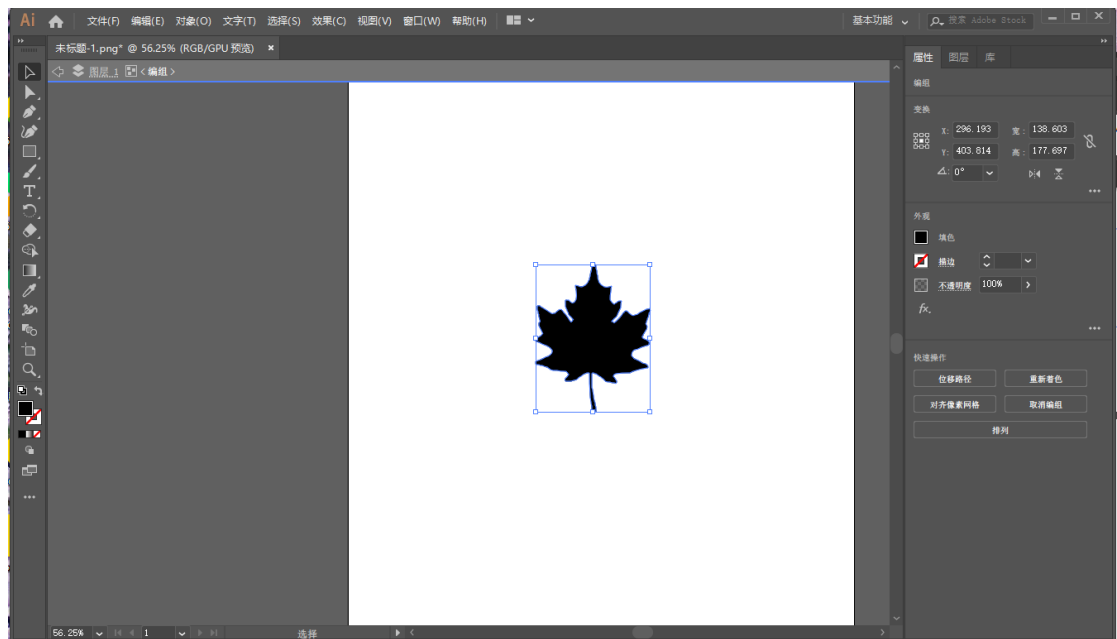 Ai 文件(F) 编辑(E) 对象(O) 文字(T) 选择(S) 效果(C) 视图(V) 窗口(W) 帮助(H) 基本功能 搜索 Adobe Stock
未标题-1.png* @ 56.25% (RGB/GPU 预览) ×
图层 1 <编组>
属性 图层 库
编组
变换
X: 296.193 宽: 138.603
Y: 403.814 高: 177.697
0°
外观
填色
描边
不透明度 100%
fx.
快速操作
位移路径 重新着色
对齐像素网格 取消编组
排列
56.25% 1 选择